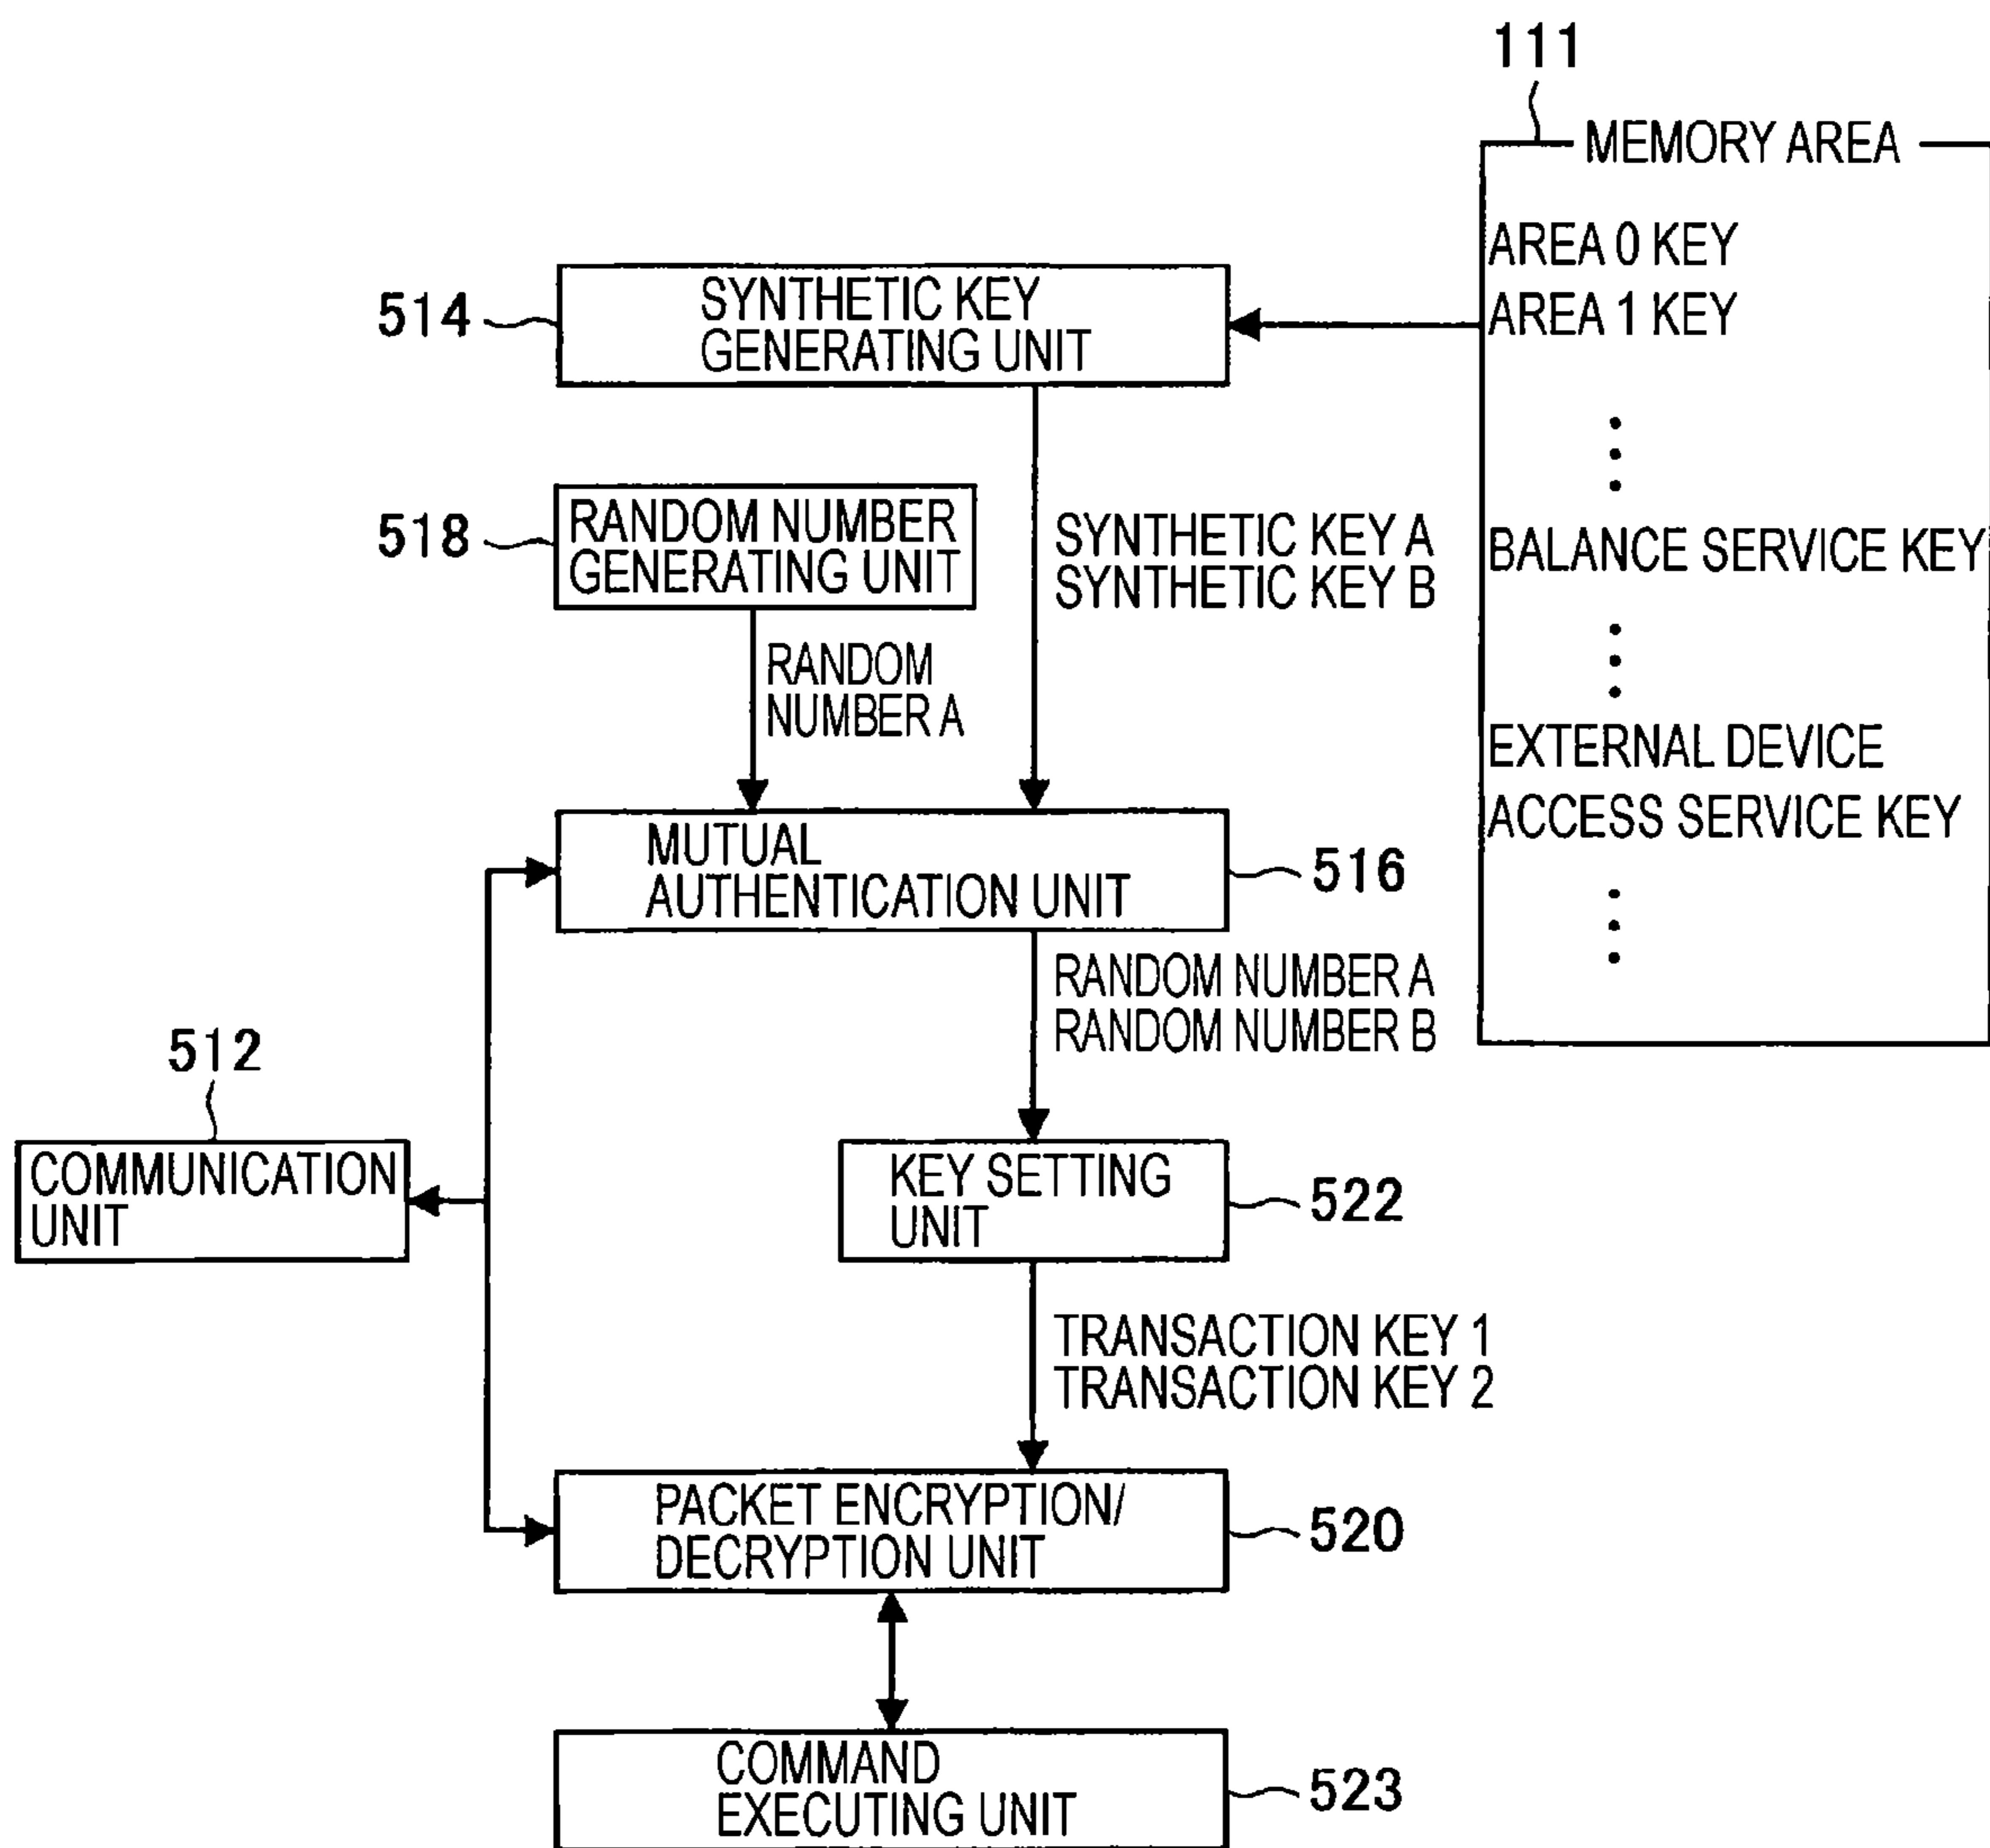 111
MEMORY AREA
AREA 0 KEY
AREA 1 KEY
BALANCE SERVICE KEY
EXTERNAL DEVICE
ACCESS SERVICE KEY
514
SYNTHETIC KEY
GENERATING UNIT
518
RANDOM NUMBER
GENERATING UNIT
SYNTHETIC KEY A
SYNTHETIC KEY B
RANDOM
NUMBER A
MUTUAL
AUTHENTICATION UNIT
516
RANDOM NUMBER A
RANDOM NUMBER B
512
COMMUNICATION
UNIT
KEY SETTING
UNIT
522
TRANSACTION KEY 1
TRANSACTION KEY 2
PACKET ENCRYPTION/
DECRYPTION UNIT
520
COMMAND
EXECUTING UNIT
523